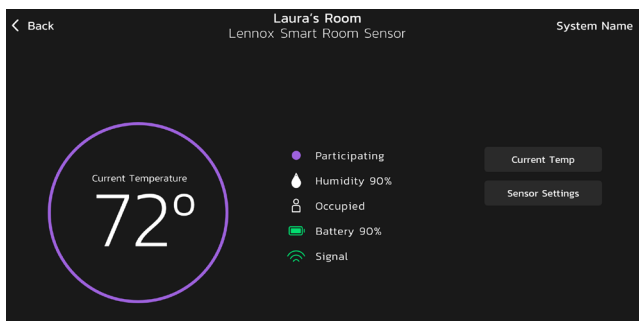 Back
Laura's Room
Lennox Smart Room Sensor
System Name
Current Temperature
72°
Participating
Humidity 90%
Occupied
Battery 90%
Signal
Current Temp
Sensor Settings